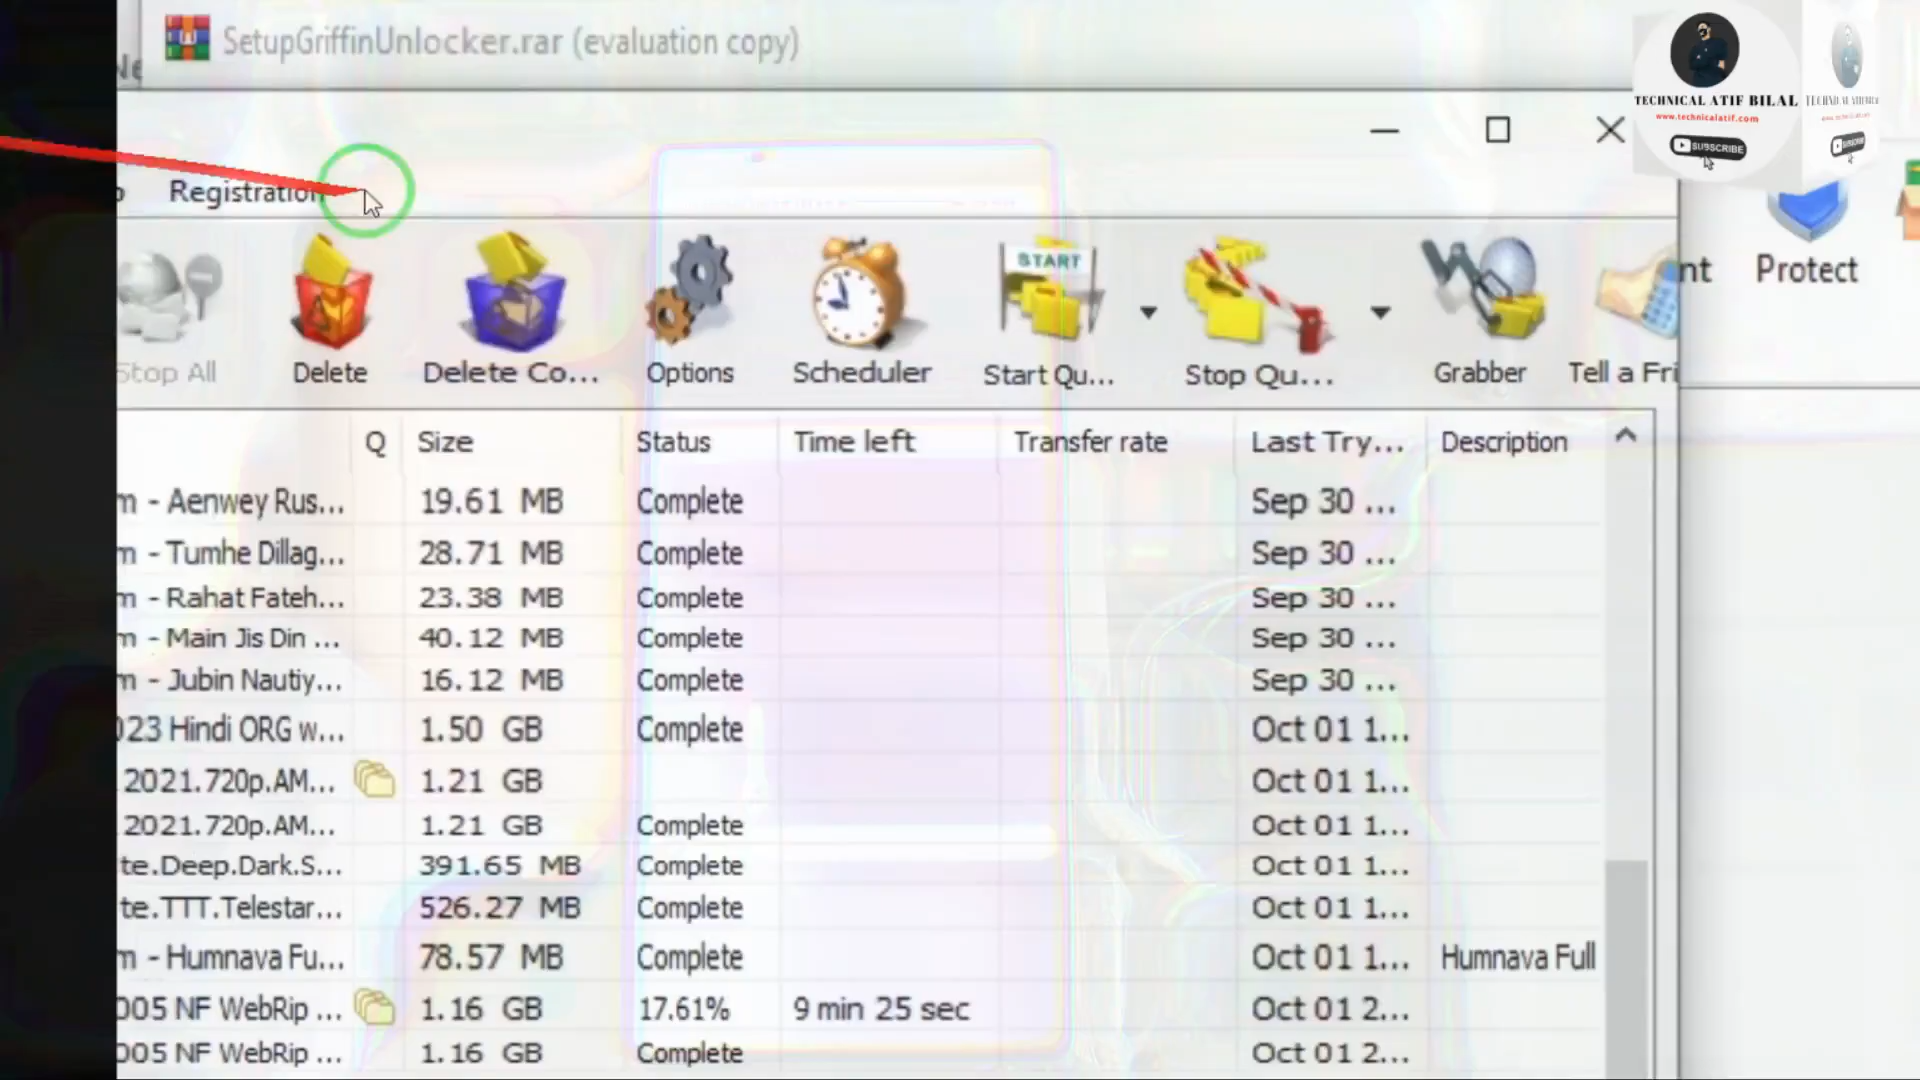 SetupGriffinUnlocker.rar (evaluation copy)
TECHNICAL ATIF BILAL
www.technicalatif.com
SUBSCRIBE
Registration
START
Stop All
Delete
Delete Co...
Options
Scheduler
Start Qu...
Stop Qu...
Grabber
Tell a Fri
nt
Protect
Q Size Status Time left Transfer rate Last Try... Description
m - Aenwey Rus... 19.61 MB Complete Sep 30 ...
m - Tumhe Dillag... 28.71 MB Complete Sep 30 ...
m - Rahat Fateh... 23.38 MB Complete Sep 30 ...
m - Main Jis Din ... 40.12 MB Complete Sep 30 ...
m - Jubin Nautiy... 16.12 MB Complete Sep 30 ...
023 Hindi ORG w... 1.50 GB Complete Oct 01 1...
2021.720p.AM... 1.21 GB Oct 01 1...
2021.720p.AM... 1.21 GB Complete Oct 01 1...
te.Deep.Dark.S... 391.65 MB Complete Oct 01 1...
te.TTT.Telestar... 526.27 MB Complete Oct 01 1...
m - Humnava Fu... 78.57 MB Complete Oct 01 1... Humnava Full
005 NF WebRip ... 1.16 GB 17.61% 9 min 25 sec Oct 01 2...
005 NF WebRip ... 1.16 GB Complete Oct 01 2...